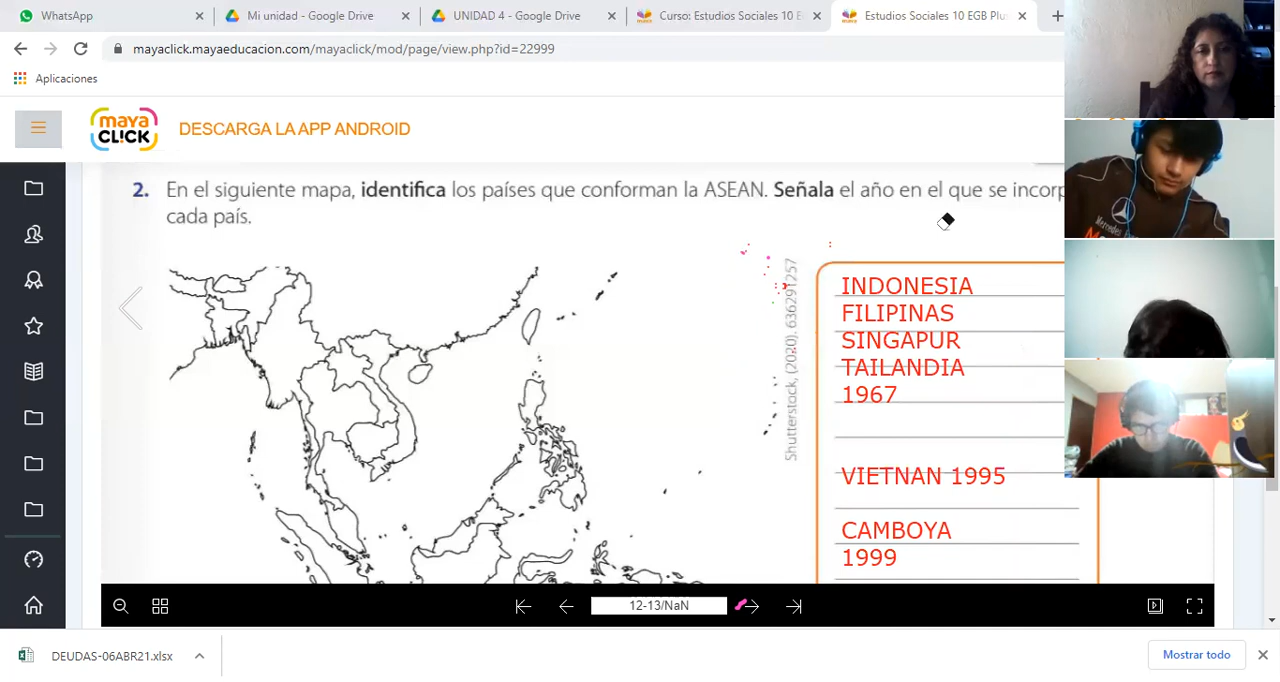 WhatsApp
Mi unidad - Google Drive
UNIDAD 4 - Google Drive
Curso: Estudios Sociales 10 E
Estudios Sociales 10 EGB Plu
mayaclick.mayaeducacion.com/mayaclick/mod/page/view.php?id=22999
Aplicaciones
maya CLICK
DESCARGA LA APP ANDROID
2. En el siguiente mapa, identifica los países que conforman la ASEAN. Señala el año en el que se incorp
cada país.
Shutterstock, (2020). 636291257
INDONESIA
FILIPINAS
SINGAPUR
TAILANDIA
1967
VIETNAN 1995
CAMBOYA
1999
12-13/NaN
DEUDAS-06ABR21.xlsx
Mostrar todo